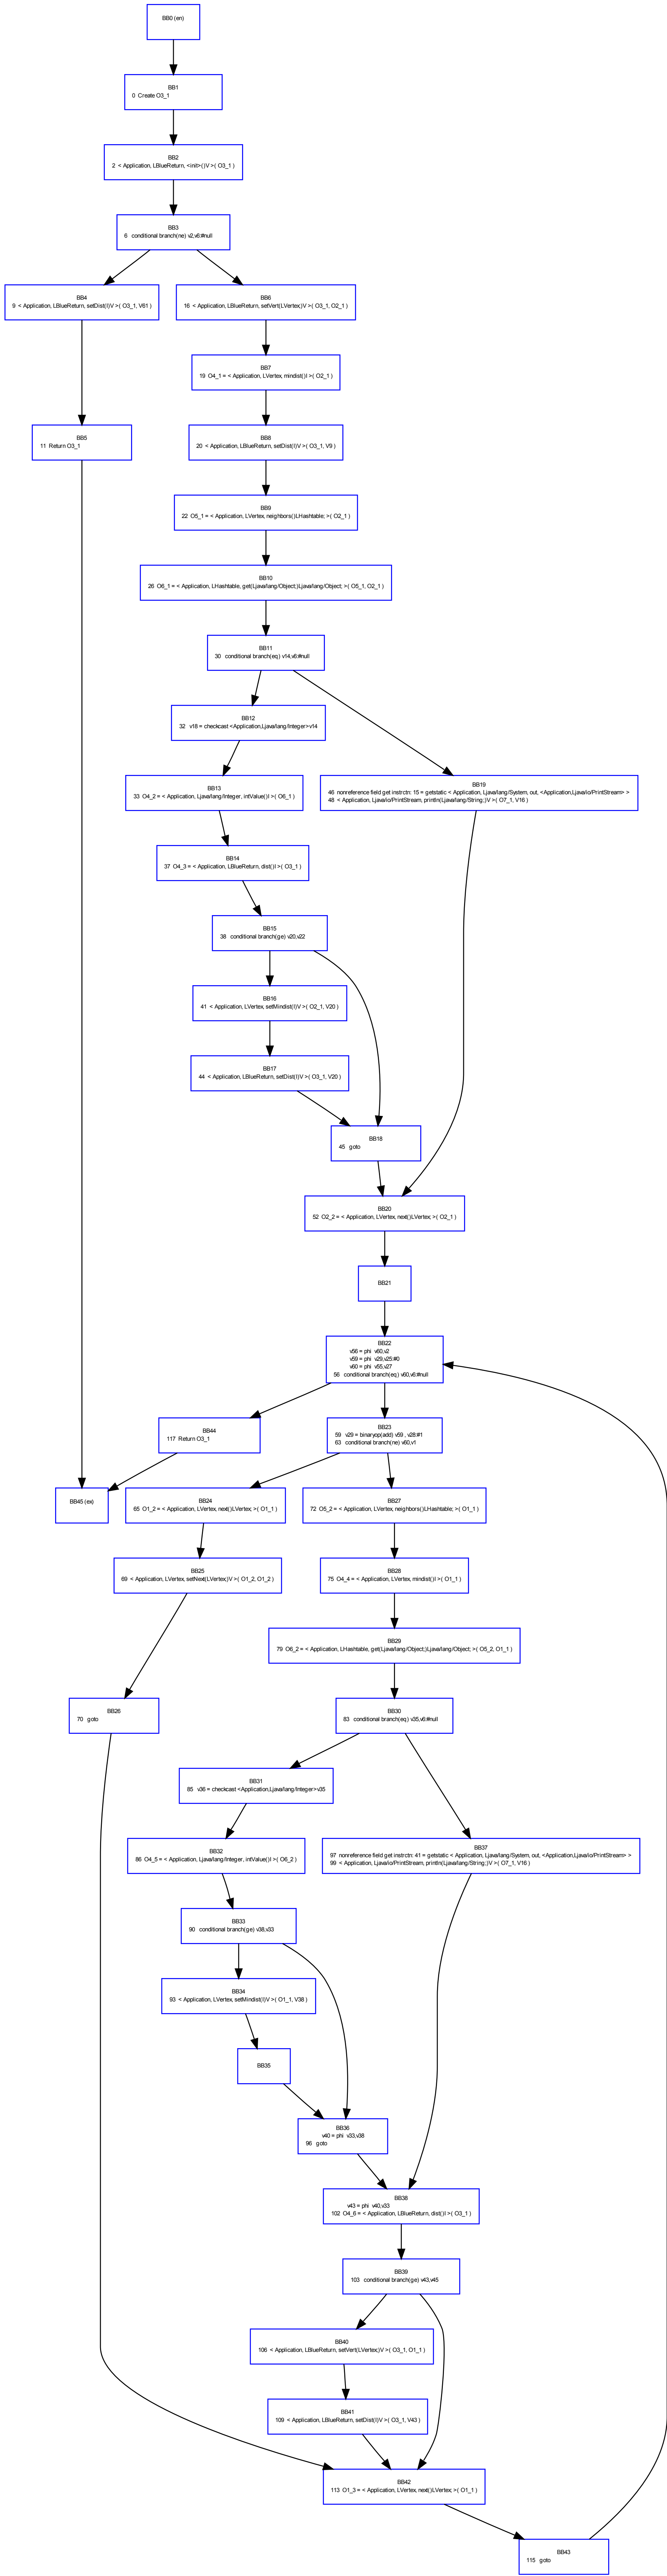 BB0 (en)
BB1
0 Create O3_1
BB2
2 < Application, LBlueReturn, <init>()V >( O3_1 )
BB3
6 conditional branch(ne) v2,v6:#null
BB4
9 < Application, LBlueReturn, setDist(I)V >( O3_1, V61 )
BB6
16 < Application, LBlueReturn, setVert(LVertex;)V >( O3_1, O2_1 )
BB7
19 O4_1 = < Application, LVertex, mindist()I >( O2_1 )
BB5
11 Return O3_1
BB8
20 < Application, LBlueReturn, setDist(I)V >( O3_1, V9 )
BB9
22 O5_1 = < Application, LVertex, neighbors()LHashtable; >( O2_1 )
BB10
26 O6_1 = < Application, LHashtable, get(Ljava/lang/Object;)Ljava/lang/Object; >( O5_1, O2_1 )
BB11
30 conditional branch(eq) v14,v6:#null
BB12
32 v18 = checkcast <Application,Ljava/lang/Integer>v14
BB13
33 O4_2 = < Application, Ljava/lang/Integer, intValue()I >( O6_1 )
BB19
46 nonreference field get instrctn: 15 = getstatic < Application, Ljava/lang/System, out, <Application,Ljava/io/PrintStream> >
48 < Application, Ljava/io/PrintStream, println(Ljava/lang/String;)V >( O7_1, V16 )
BB14
37 O4_3 = < Application, LBlueReturn, dist()I >( O3_1 )
BB15
38 conditional branch(ge) v20,v22
BB16
41 < Application, LVertex, setMindist(I)V >( O2_1, V20 )
BB17
44 < Application, LBlueReturn, setDist(I)V >( O3_1, V20 )
BB18
45 goto
BB20
52 O2_2 = < Application, LVertex, next()LVertex; >( O2_1 )
BB21
BB22
v56 = phi v60,v2
v59 = phi v29,v25:#0
v60 = phi v55,v27
56 conditional branch(eq) v60,v6:#null
BB44
117 Return O3_1
BB23
59 v29 = binaryop(add) v59 , v28:#1
63 conditional branch(ne) v60,v1
BB45 (ex)
BB24
65 O1_2 = < Application, LVertex, next()LVertex; >( O1_1 )
BB27
72 O5_2 = < Application, LVertex, neighbors()LHashtable; >( O1_1 )
BB25
69 < Application, LVertex, setNext(LVertex;)V >( O1_2, O1_2 )
BB28
75 O4_4 = < Application, LVertex, mindist()I >( O1_1 )
BB29
79 O6_2 = < Application, LHashtable, get(Ljava/lang/Object;)Ljava/lang/Object; >( O5_2, O1_1 )
BB26
70 goto
BB30
83 conditional branch(eq) v35,v6:#null
BB31
85 v36 = checkcast <Application,Ljava/lang/Integer>v35
BB32
86 O4_5 = < Application, Ljava/lang/Integer, intValue()I >( O6_2 )
BB37
97 nonreference field get instrctn: 41 = getstatic < Application, Ljava/lang/System, out, <Application,Ljava/io/PrintStream> >
99 < Application, Ljava/io/PrintStream, println(Ljava/lang/String;)V >( O7_1, V16 )
BB33
90 conditional branch(ge) v38,v33
BB34
93 < Application, LVertex, setMindist(I)V >( O1_1, V38 )
BB35
BB36
v40 = phi v33,v38
96 goto
BB38
v43 = phi v40,v33
102 O4_6 = < Application, LBlueReturn, dist()I >( O3_1 )
BB39
103 conditional branch(ge) v43,v45
BB40
106 < Application, LBlueReturn, setVert(LVertex;)V >( O3_1, O1_1 )
BB41
109 < Application, LBlueReturn, setDist(I)V >( O3_1, V43 )
BB42
113 O1_3 = < Application, LVertex, next()LVertex; >( O1_1 )
BB43
115 goto